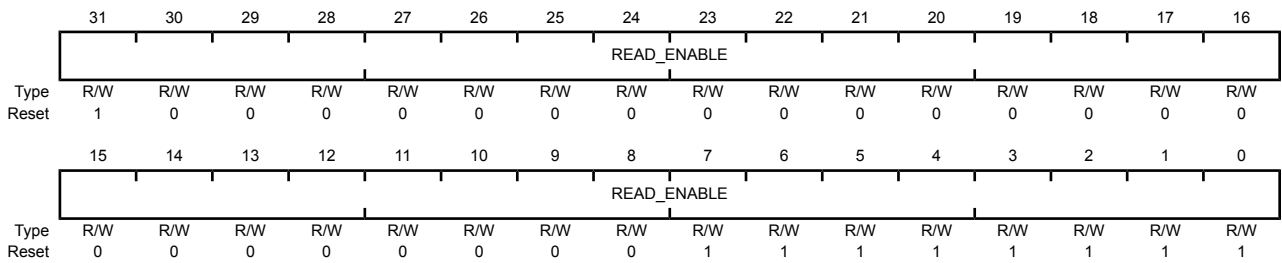 31 30 29 28 27 26 25 24 23 22 21 20 19 18 17 16
READ_ENABLE
Type R/W R/W R/W R/W R/W R/W R/W R/W R/W R/W R/W R/W R/W R/W R/W R/W
Reset 1 0 0 0 0 0 0 0 0 0 0 0 0 0 0 0
15 14 13 12 11 10 9 8 7 6 5 4 3 2 1 0
READ_ENABLE
Type R/W R/W R/W R/W R/W R/W R/W R/W R/W R/W R/W R/W R/W R/W R/W R/W
Reset 0 0 0 0 0 0 0 0 1 1 1 1 1 1 1 1